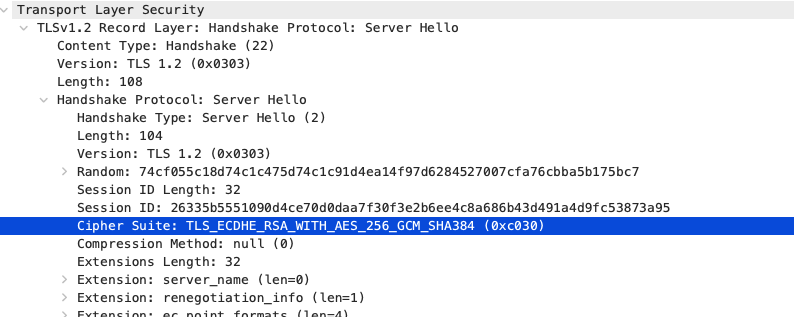 Transport Layer Security
TLSv1.2 Record Layer: Handshake Protocol: Server Hello
Content Type: Handshake (22)
Version: TLS 1.2 (0x0303)
Length: 108
Handshake Protocol: Server Hello
Handshake Type: Server Hello (2)
Length: 104
Version: TLS 1.2 (0x0303)
Random: 74cf055c18d74c1c475d74c1c91d4ea14f97d6284527007cfa76cbba5b175bc7
Session ID Length: 32
Session ID: 26335b5551090d4ce70d0daa7f30f3e2b6ee4c8a686b43d491a4d9fc53873a95
Cipher Suite: TLS_ECDHE_RSA_WITH_AES_256_GCM_SHA384 (0xc030)
Compression Method: null (0)
Extensions Length: 32
Extension: server_name (len=0)
Extension: renegotiation_info (len=1)
Extension: ec_point_formats (len=4)